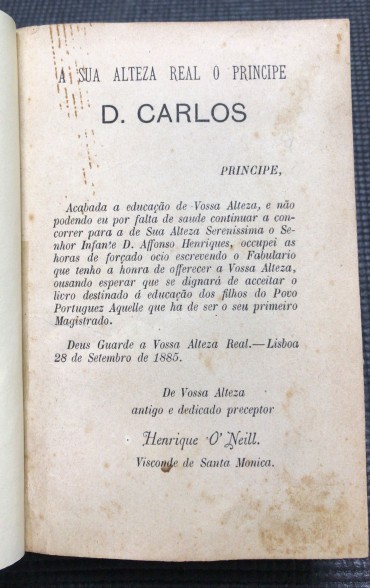 A SUA ALTEZA REAL O PRINCIPE
D. CARLOS
PRINCIPE,
Acabada a educação de Vossa Alteza, e não
podendo eu por falta de saude continuar a con-
correr para a de Sua Alteza Serenissima o Se-
nhor Infante D. Affonso Henriques, occupei as
horas de forçado ocio escrevendo o Fabulario
que tenho a honra de offerecer a Vossa Alteza,
ousando esperar que se dignará de acceitar o
livro destinado á educação dos filhos do Povo
Portuguez Aquelle que ha de ser o seu primeiro
Magistrado.
Deus Guarde a Vossa Alteza Real.—Lisboa
28 de Setembro de 1885.
De Vossa Alteza
antigo e dedicado preceptor
Henrique O'Neill.
Visconde de Santa Monica.